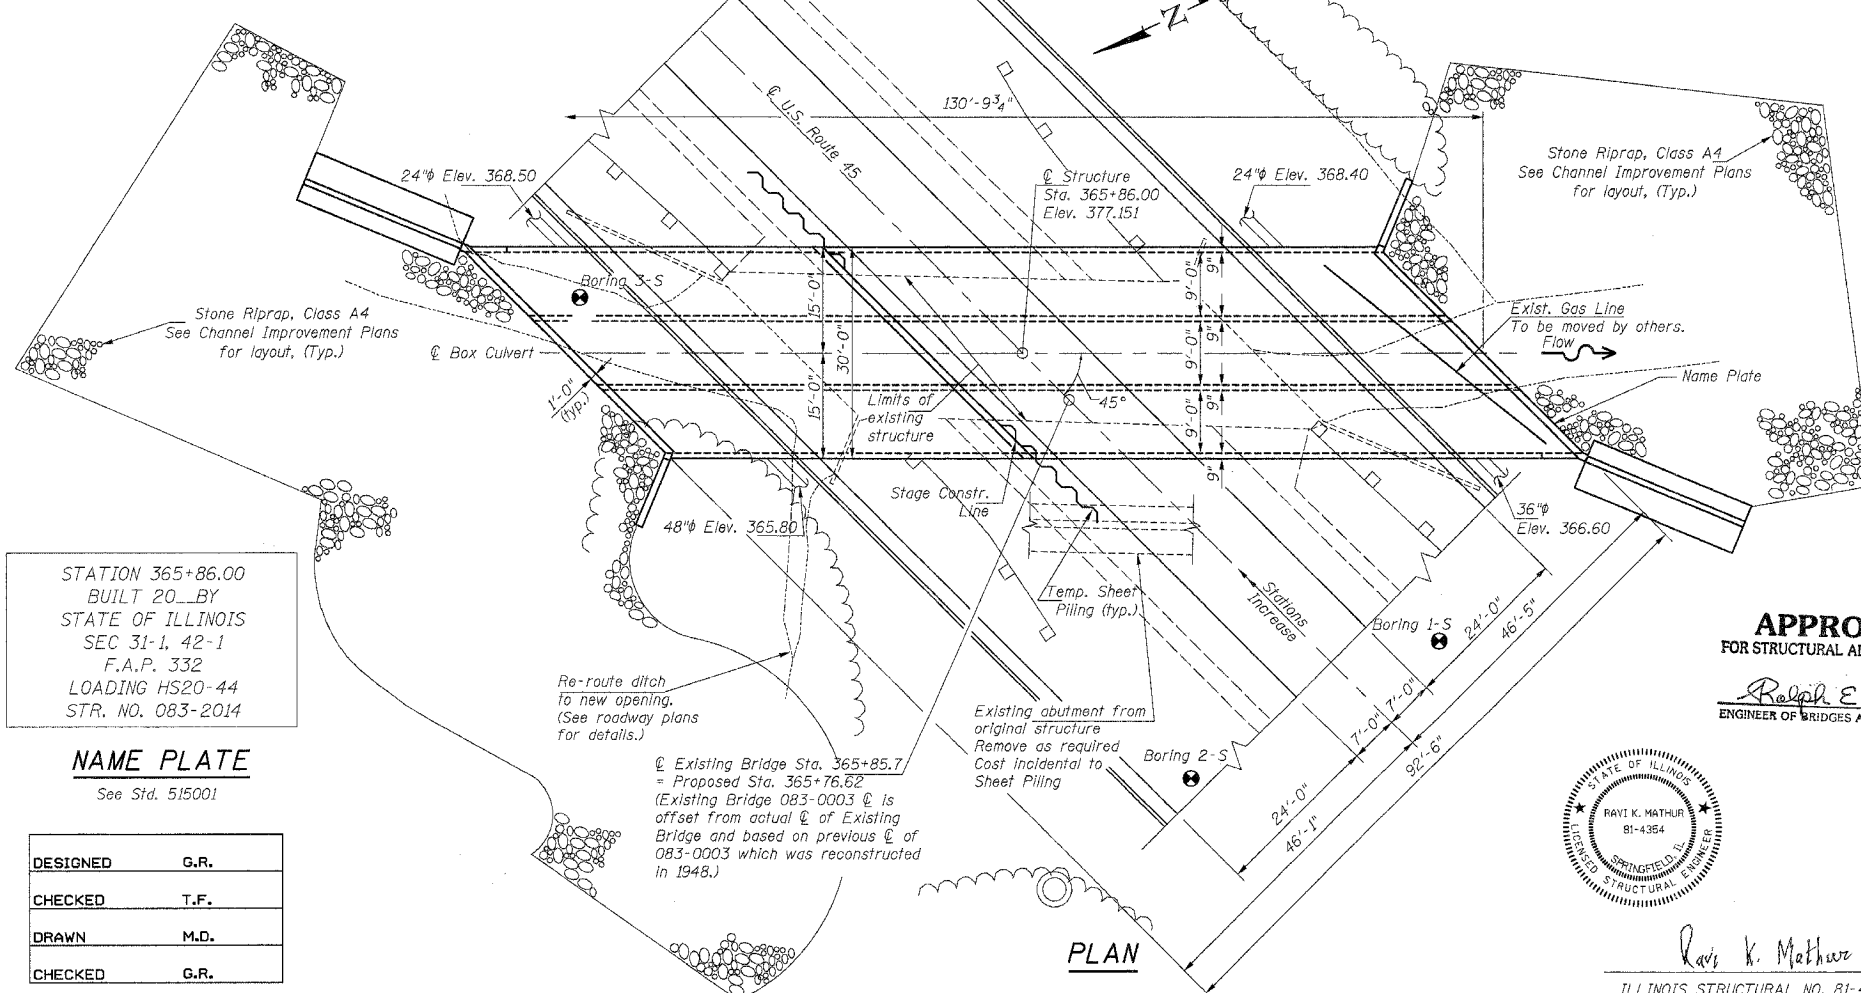 N
130'-9 3/4"
℄ U.S. Route 45
24"ϕ Elev. 368.50
℄ Structure
Sta. 365+86.00
Elev. 377.151
24"ϕ Elev. 368.40
Stone Riprap, Class A4
See Channel Improvement Plans
for layout, (Typ.)
Boring 3-S
Stone Riprap, Class A4
See Channel Improvement Plans
for layout, (Typ.)
℄ Box Culvert
1'-0"
(typ.)
15'-0"
15'-0"
30'-0"
9'-0"
9"
9'-0"
9"
9'-0"
9"
9"
45°
Exist. Gas Line
To be moved by others.
Flow
Name Plate
Limits of
existing
structure
Stage Constr.
Line
48"ϕ Elev. 365.80
36"ϕ
Elev. 366.60
Temp. Sheet
Piling (typ.)
Stations
Increase
Boring 1-S
24'-0"
46'-5"
7'-0"
7'-0"
92'-6"
24'-0"
46'-1"
Re-route ditch
to new opening.
(See roadway plans
for details.)
Existing abutment from
original structure
Remove as required
Cost incidental to
Sheet Piling
Boring 2-S
℄ Existing Bridge Sta. 365+85.7
= Proposed Sta. 365+76.62
(Existing Bridge 083-0003 ℄ is
offset from actual ℄ of Existing
Bridge and based on previous ℄ of
083-0003 which was reconstructed
in 1948.)
STATION 365+86.00
BUILT 20__BY
STATE OF ILLINOIS
SEC 31-1, 42-1
F.A.P. 332
LOADING HS20-44
STR. NO. 083-2014
NAME PLATE
See Std. 515001
DESIGNED G.R.
CHECKED T.F.
DRAWN M.D.
CHECKED G.R.
PLAN
APPRO
FOR STRUCTURAL A
Ralph E
ENGINEER OF BRIDGES A
STATE OF ILLINOIS
RAVI K. MATHUR
81-4354
SPRINGFIELD, IL
LICENSED STRUCTURAL ENGINEER
Ravi K. Mathur
ILLINOIS STRUCTURAL NO. 81-4